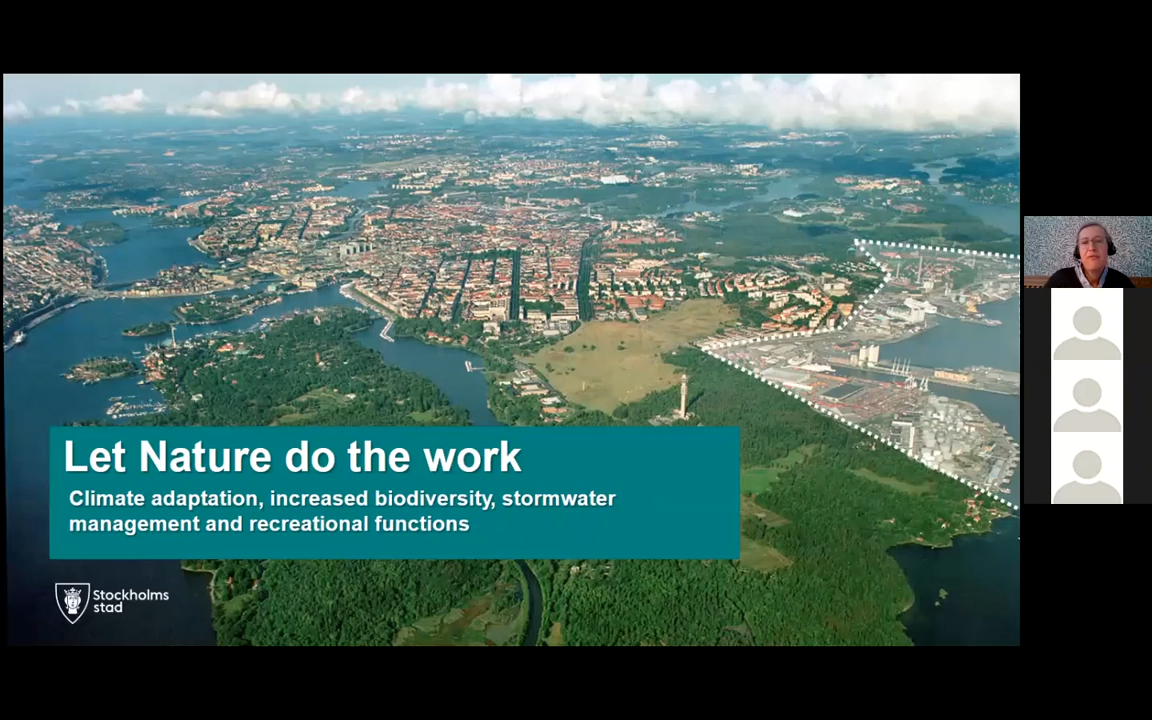 Let Nature do the work
Climate adaptation, increased biodiversity, stormwater
management and recreational functions
Stockholms
stad